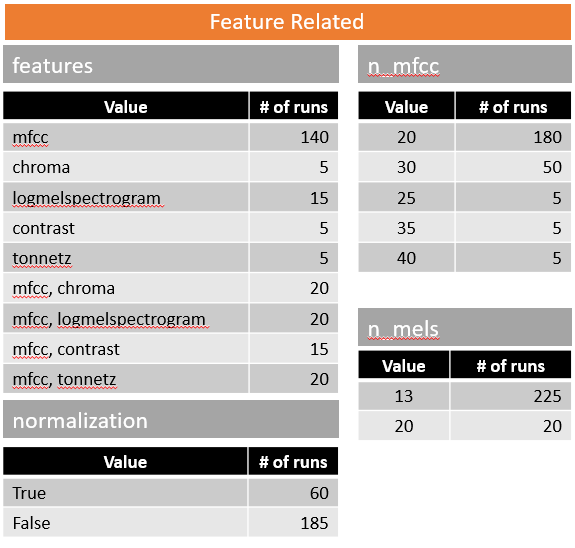 Feature Related
features
Value # of runs
mfcc 140
chroma 5
logmelspectrogram 15
contrast 5
tonnetz 5
mfcc, chroma 20
mfcc, logmelspectrogram 20
mfcc, contrast 15
mfcc, tonnetz 20
normalization
Value # of runs
True 60
False 185
n_mfcc
Value # of runs
20 180
30 50
25 5
35 5
40 5
n_mels
Value # of runs
13 225
20 20